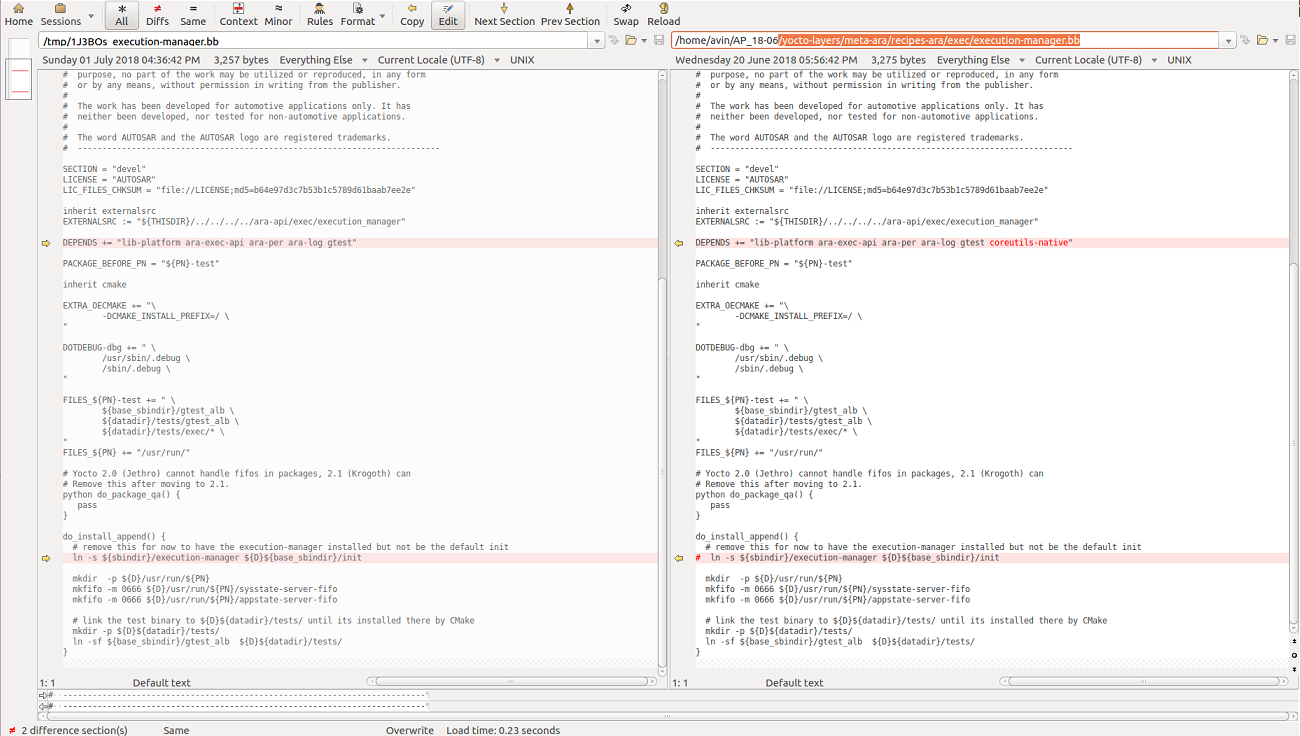 Home Sessions All Diffs Same Context Minor Rules Format Copy Edit Next Section Prev Section Swap Reload
/tmp/1J3BOs_execution-manager.bb
Sunday 01 July 2018 04:36:42 PM 3,257 bytes Everything Else Current Locale (UTF-8) UNIX
#  purpose, no part of the work may be utilized or reproduced, in any form
#  or by any means, without permission in writing from the publisher.
#
#  The work has been developed for automotive applications only. It has
#  neither been developed, nor tested for non-automotive applications.
#
#  The word AUTOSAR and the AUTOSAR logo are registered trademarks.
#  --------------------------------------------------------------------------
SECTION = "devel"
LICENSE = "AUTOSAR"
LIC_FILES_CHKSUM = "file://LICENSE;md5=b64e97d3c7b53b1c5789d61baab7ee2e"
inherit externalsrc
EXTERNALSRC := "${THISDIR}/../../../../ara-api/exec/execution_manager"
DEPENDS += "lib-platform ara-exec-api ara-per ara-log gtest"
PACKAGE_BEFORE_PN = "${PN}-test"
inherit cmake
EXTRA_OECMAKE += "\
        -DCMAKE_INSTALL_PREFIX=/ \
"
DOTDEBUG-dbg += " \
        /usr/sbin/.debug \
        /sbin/.debug \
"
FILES_${PN}-test += " \
        ${base_sbindir}/gtest_alb \
        ${datadir}/tests/gtest_alb \
        ${datadir}/tests/exec/* \
"
FILES_${PN} += "/usr/run/"
# Yocto 2.0 (Jethro) cannot handle fifos in packages, 2.1 (Krogoth) can
# Remove this after moving to 2.1.
python do_package_qa() {
   pass
}
do_install_append() {
  # remove this for now to have the execution-manager installed but not be the default init
  ln -s ${sbindir}/execution-manager ${D}${base_sbindir}/init
  mkdir  -p ${D}/usr/run/${PN}
  mkfifo -m 0666 ${D}/usr/run/${PN}/sysstate-server-fifo
  mkfifo -m 0666 ${D}/usr/run/${PN}/appstate-server-fifo
  # link the test binary to ${D}${datadir}/tests/ until its installed there by CMake
  mkdir -p ${D}${datadir}/tests/
  ln -sf ${base_sbindir}/gtest_alb  ${D}${datadir}/tests/
}
1: 1 Default text
/home/avin/AP_18-06/yocto-layers/meta-ara/recipes-ara/exec/execution-manager.bb
Wednesday 20 June 2018 05:56:42 PM 3,275 bytes Everything Else Current Locale (UTF-8) UNIX
#  purpose, no part of the work may be utilized or reproduced, in any form
#  or by any means, without permission in writing from the publisher.
#
#  The work has been developed for automotive applications only. It has
#  neither been developed, nor tested for non-automotive applications.
#
#  The word AUTOSAR and the AUTOSAR logo are registered trademarks.
#  --------------------------------------------------------------------------
SECTION = "devel"
LICENSE = "AUTOSAR"
LIC_FILES_CHKSUM = "file://LICENSE;md5=b64e97d3c7b53b1c5789d61baab7ee2e"
inherit externalsrc
EXTERNALSRC := "${THISDIR}/../../../../ara-api/exec/execution_manager"
DEPENDS += "lib-platform ara-exec-api ara-per ara-log gtest coreutils-native"
PACKAGE_BEFORE_PN = "${PN}-test"
inherit cmake
EXTRA_OECMAKE += "\
        -DCMAKE_INSTALL_PREFIX=/ \
"
DOTDEBUG-dbg += " \
        /usr/sbin/.debug \
        /sbin/.debug \
"
FILES_${PN}-test += " \
        ${base_sbindir}/gtest_alb \
        ${datadir}/tests/gtest_alb \
        ${datadir}/tests/exec/* \
"
FILES_${PN} += "/usr/run/"
# Yocto 2.0 (Jethro) cannot handle fifos in packages, 2.1 (Krogoth) can
# Remove this after moving to 2.1.
python do_package_qa() {
   pass
}
do_install_append() {
  # remove this for now to have the execution-manager installed but not be the default init
#  ln -s ${sbindir}/execution-manager ${D}${base_sbindir}/init
  mkdir  -p ${D}/usr/run/${PN}
  mkfifo -m 0666 ${D}/usr/run/${PN}/sysstate-server-fifo
  mkfifo -m 0666 ${D}/usr/run/${PN}/appstate-server-fifo
  # link the test binary to ${D}${datadir}/tests/ until its installed there by CMake
  mkdir -p ${D}${datadir}/tests/
  ln -sf ${base_sbindir}/gtest_alb  ${D}${datadir}/tests/
}
1: 1 Default text
#  --------------------------------------------------------------------------¶
#  --------------------------------------------------------------------------¶
≠ 2 difference section(s) Same Overwrite Load time: 0.23 seconds